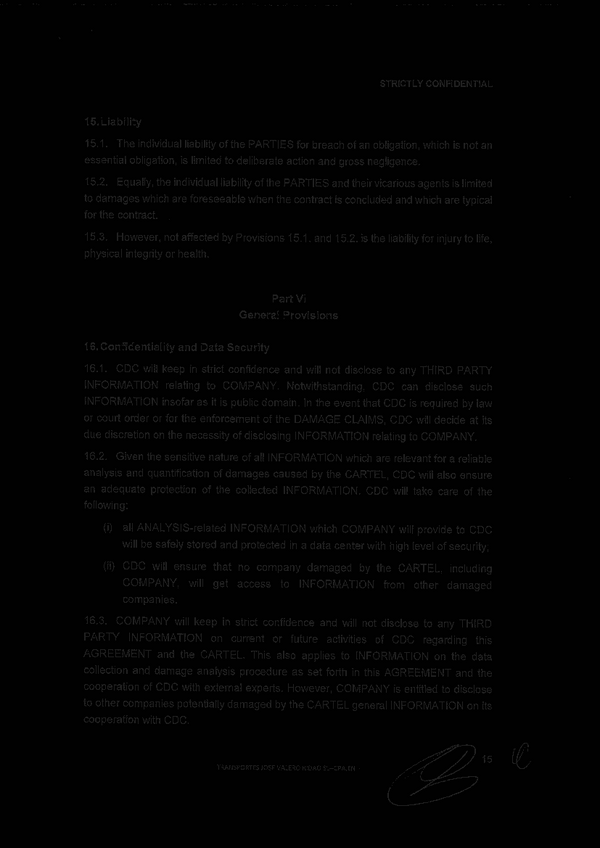 STRICTLY CONFIDENTIAL
15. Liability
15.1. The individual liability of the PARTIES for breach of an obligation, which is not an
essential obligation, is limited to deliberate action and gross negligence.
15.2. Equally, the individual liability of the PARTIES and their vicarious agents is limited
to damages which are foreseeable when the contract is concluded and which are typical
for the contract.
15.3. However, not affected by Provisions 15.1. and 15.2. is the liability for injury to life,
physical integrity or health.
Part VI
General Provisions
16. Confidentiality and Data Security
16.1. CDC will keep in strict confidence and will not disclose to any THIRD PARTY
INFORMATION relating to COMPANY. Notwithstanding, CDC can disclose such
INFORMATION insofar as it is public domain. In the event that CDC is required by law
or court order or for the enforcement of the DAMAGE CLAIMS, CDC will decide at its
due discretion on the necessity of disclosing INFORMATION relating to COMPANY.
16.2. Given the sensitive nature of all INFORMATION which are relevant for a reliable
analysis and quantification of damages caused by the CARTEL, CDC will also ensure
an adequate protection of the collected INFORMATION. CDC will take care of the
following:
(i) all ANALYSIS-related INFORMATION which COMPANY will provide to CDC
will be safely stored and protected in a data center with high level of security,
(ii) CDC will ensure that no company damaged by the CARTEL, including
COMPANY, will get access to INFORMATION from other damaged
companies.
16.3. COMPANY will keep in strict confidence and will not disclose to any THIRD
PARTY INFORMATION on current or future activities of CDC regarding this
AGREEMENT and the CARTEL. This also applies to INFORMATION on the data
collection and damage analysis procedure as set forth in this AGREEMENT and the
cooperation of CDC with external experts. However, COMPANY is entitled to disclose
to other companies potentially damaged by the CARTEL general INFORMATION on its
cooperation with CDC.
15